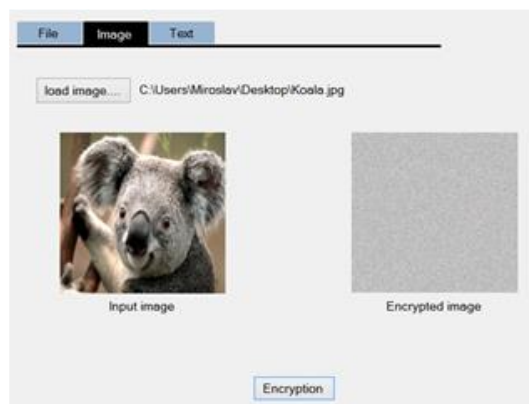 File Image Text
load image.... C:\Users\Miroslav\Desktop\Koala.jpg
Input image Encrypted image
Encryption